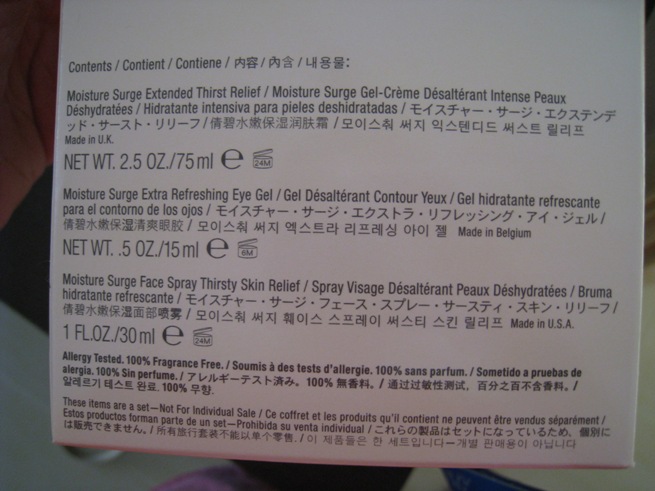 Contents / Contient / Contiene / 内容 / 內含 / 내용물:
Moisture Surge Extended Thirst Relief / Moisture Surge Gel-Crème Désaltérant Intense Peaux
Déshydratées / Hidratante intensiva para pieles deshidratadas / モイスチャー・サージ・エクステンデ
ッド・サースト・リリーフ / 倩碧水嫩保湿润肤霜 / 모이스춰 써지 익스텐디드 써스트 릴리프
Made in U.K.
NET WT. 2.5 OZ./75 ml e 24M
Moisture Surge Extra Refreshing Eye Gel / Gel Désaltérant Contour Yeux / Gel hidratante refrescante
para el contorno de los ojos / モイスチャー・サージ・エクストラ・リフレッシング・アイ・ジェル /
倩碧水嫩保湿清爽眼胶 / 모이스춰 써지 엑스트라 리프레싱 아이 젤 Made in Belgium
NET WT. .5 OZ./15 ml e 6M
Moisture Surge Face Spray Thirsty Skin Relief / Spray Visage Désaltérant Peaux Déshydratées / Bruma
hidratante refrescante / モイスチャー・サージ・フェース・スプレー・サースティ・スキン・リリーフ /
倩碧水嫩保湿面部喷雾 / 모이스춰 써지 훼이스 스프레이 써스티 스킨 릴리프 Made in U.S.A.
1 FL.OZ./30 ml e 24M
Allergy Tested. 100% Fragrance Free. / Soumis à des tests d'allergie. 100% sans parfum. / Sometido a pruebas de
alergia. 100% Sin perfume. / アレルギーテスト済み。100% 無香料。/ 通过过敏性测试，百分之百不含香料。/
알레르기 테스트 완료. 100% 무향.
These items are a set—Not For Individual Sale / Ce coffret et les produits qu'il contient ne peuvent être vendus séparément /
Estos productos forman parte de un set—Prohibida su venta individual / これらの製品はセットになっているため、個別に
は販売できません。/ 所有旅行套装不能以单个零售. / 이 제품들은 한 세트입니다—개별 판매용이 아닙니다